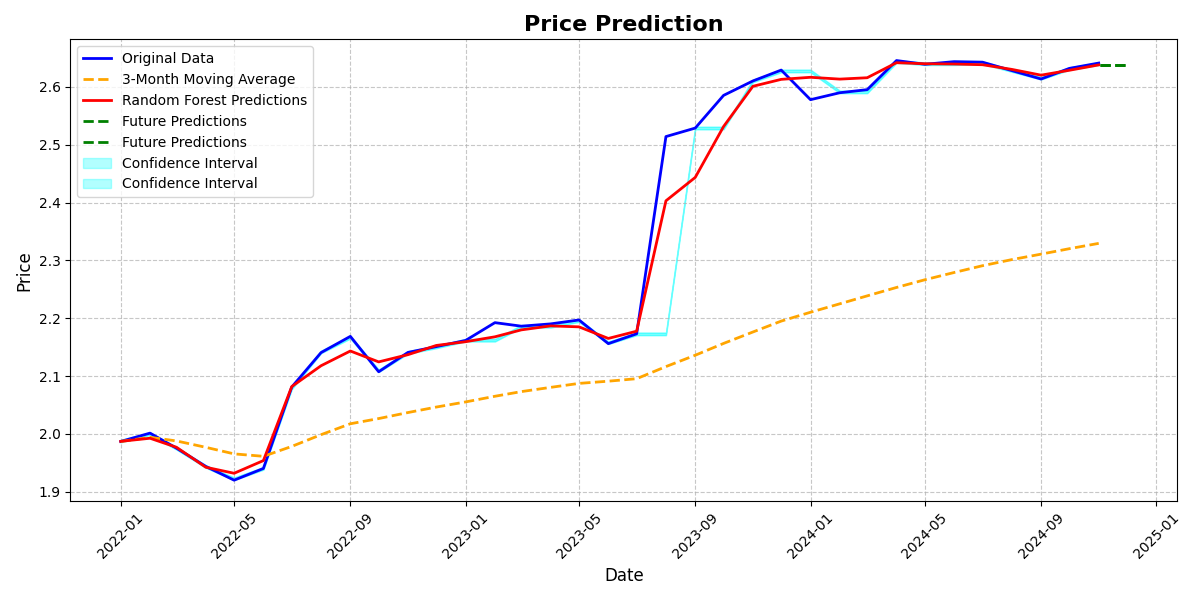 Price Prediction
Original Data
3-Month Moving Average
Random Forest Predictions
Future Predictions
Future Predictions
Confidence Interval
Confidence Interval
Price
2.6
2.5
2.4
2.3
2.2
2.1
2.0
1.9
2022-01
2022-05
2022-09
2023-01
2023-05
2023-09
2024-01
2024-05
2024-09
2025-01
Date